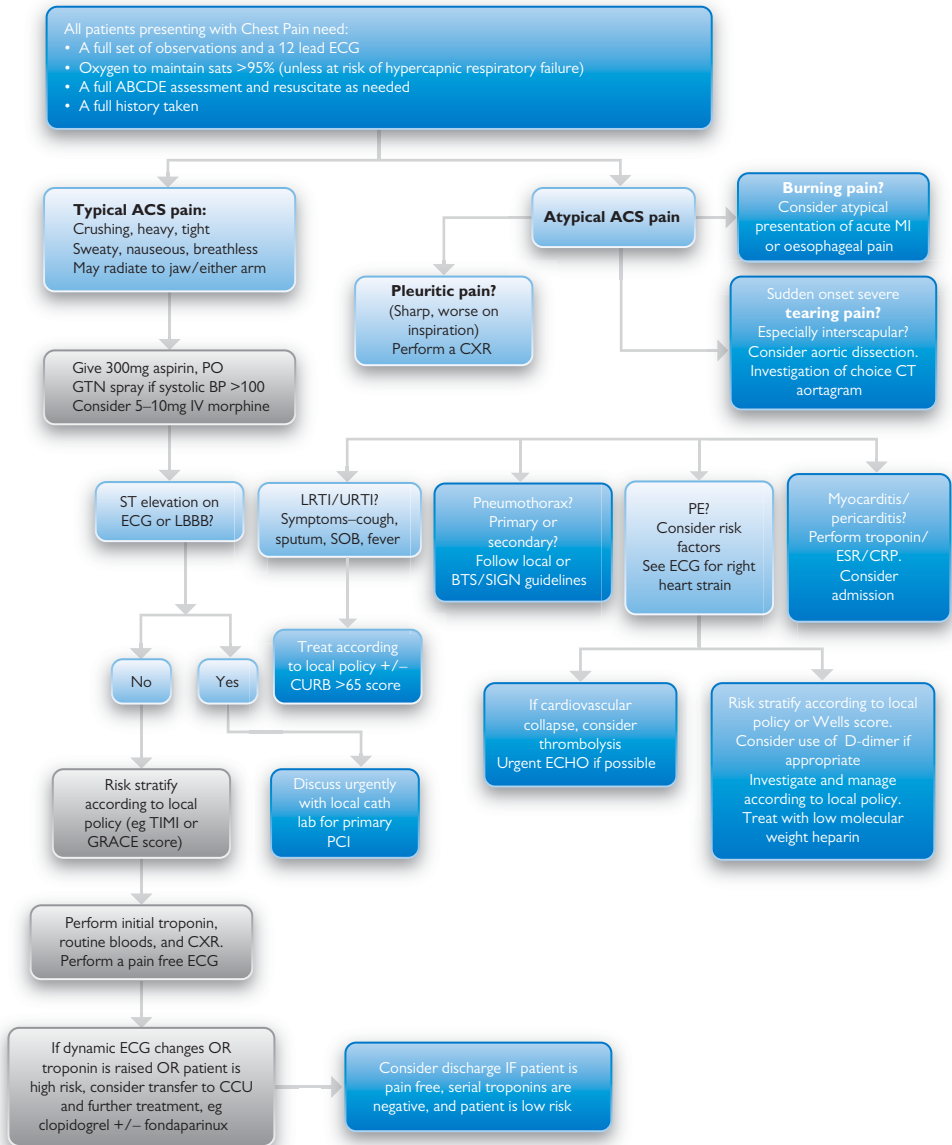 All patients presenting with Chest Pain need:
• A full set of observations and a 12 lead ECG
• Oxygen to maintain sats >95% (unless at risk of hypercapnic respiratory failure)
• A full ABCDE assessment and resuscitate as needed
• A full history taken
Typical ACS pain:
Crushing, heavy, tight
Sweaty, nauseous, breathless
May radiate to jaw/either arm
Atypical ACS pain
Burning pain?
Consider atypical
presentation of acute MI
or oesophageal pain
Pleuritic pain?
(Sharp, worse on
inspiration)
Perform a CXR
Sudden onset severe
tearing pain?
Especially interscapular?
Consider aortic dissection.
Investigation of choice CT
aortagram
Give 300mg aspirin, PO
GTN spray if systolic BP >100
Consider 5–10mg IV morphine
ST elevation on
ECG or LBBB?
LRTI/URTI?
Symptoms–cough,
sputum, SOB, fever
Pneumothorax?
Primary or
secondary?
Follow local or
BTS/SIGN guidelines
PE?
Consider risk
factors
See ECG for right
heart strain
Myocarditis/
pericarditis?
Perform troponin/
ESR/CRP.
Consider
admission
No
Yes
Treat according
to local policy +/–
CURB >65 score
If cardiovascular
collapse, consider
thrombolysis
Urgent ECHO if possible
Risk stratify according to local
policy or Wells score.
Consider use of D-dimer if
appropriate
Investigate and manage
according to local policy.
Treat with low molecular
weight heparin
Risk stratify
according to local
policy (eg TIMI or
GRACE score)
Discuss urgently
with local cath
lab for primary
PCI
Perform initial troponin,
routine bloods, and CXR.
Perform a pain free ECG
If dynamic ECG changes OR
troponin is raised OR patient is
high risk, consider transfer to CCU
and further treatment, eg
clopidogrel +/– fondaparinux
Consider discharge IF patient is
pain free, serial troponins are
negative, and patient is low risk